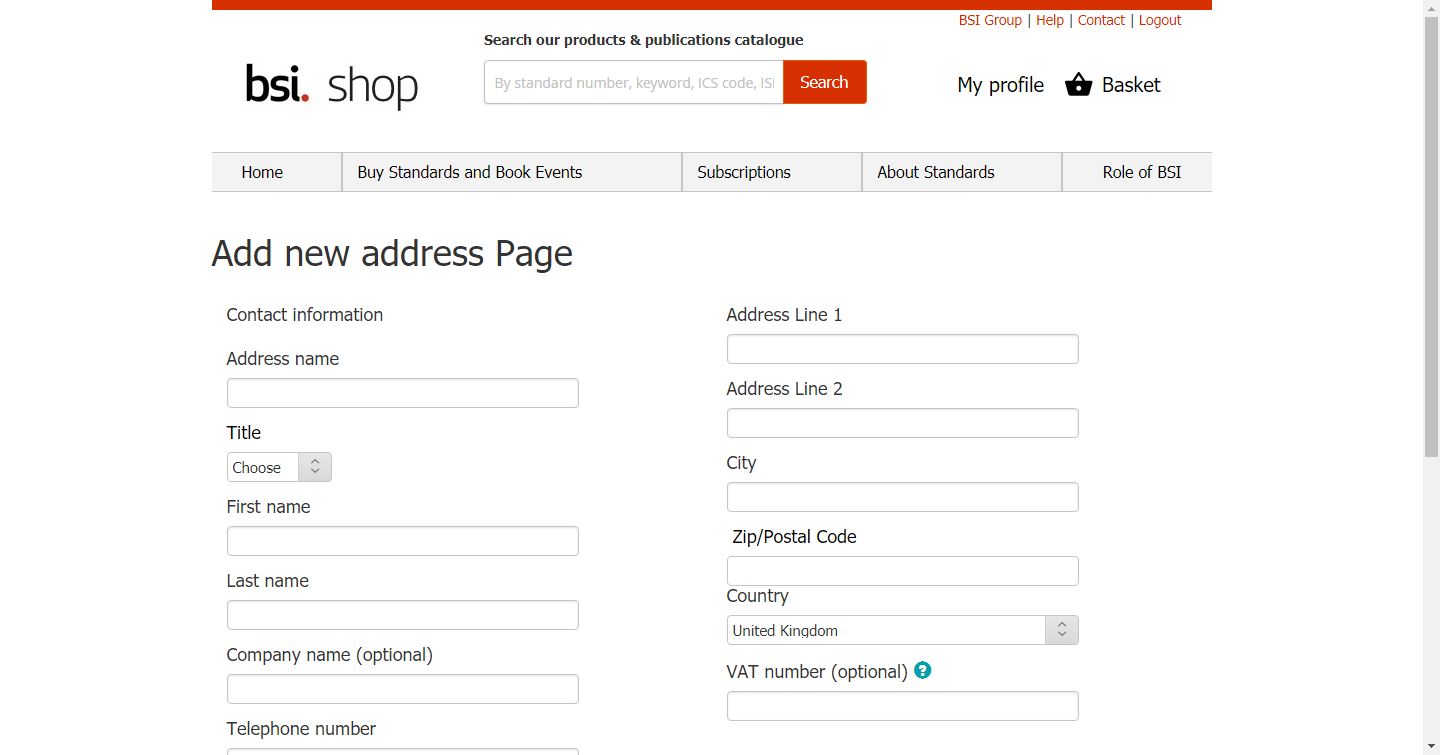 BSI Group | Help | Contact | Logout
Search our products & publications catalogue
bsi. shop
By standard number, keyword, ICS code, ISI
Search
My profile
Basket
Home
Buy Standards and Book Events
Subscriptions
About Standards
Role of BSI
Add new address Page
Contact information
Address name
Title
Choose
First name
Last name
Company name (optional)
Telephone number
Address Line 1
Address Line 2
City
Zip/Postal Code
Country
United Kingdom
VAT number (optional) ?